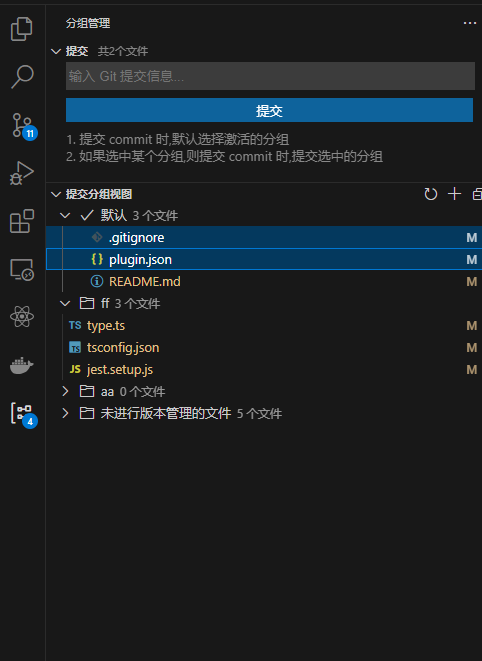 分组管理
提交 共2个文件
输入 Git 提交信息...
提交
1. 提交 commit 时,默认选择激活的分组
2. 如果选中某个分组,则提交 commit 时,提交选中的分组
11
提交分组视图
默认 3 个文件
.gitignore M
{} plugin.json M
README.md M
ff 3 个文件
TS type.ts M
TS tsconfig.json M
JS jest.setup.js M
aa 0 个文件
未进行版本管理的文件 5 个文件
4